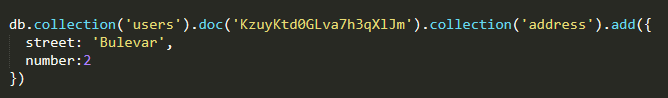 db.collection('users').doc('KzuyKtd0GLva7h3qXlJm').collection('address').add({
  street: 'Bulevar',
  number:2
})